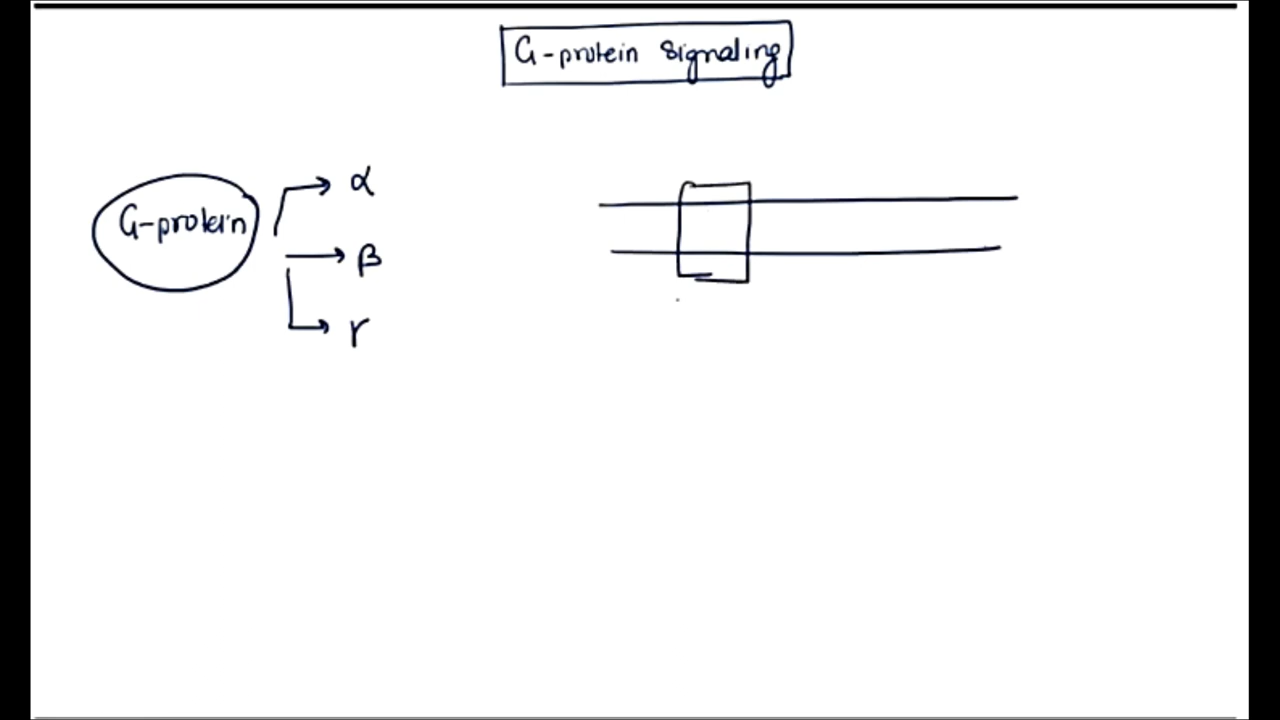 G-protein Signaling
G-protein
α
β
γ